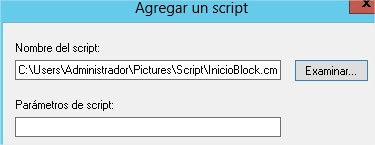 Agregar un script
Nombre del script:
C:\Users\Administrador\Pictures\Script\InicioBlock.cm
Examinar...
Parámetros de script: